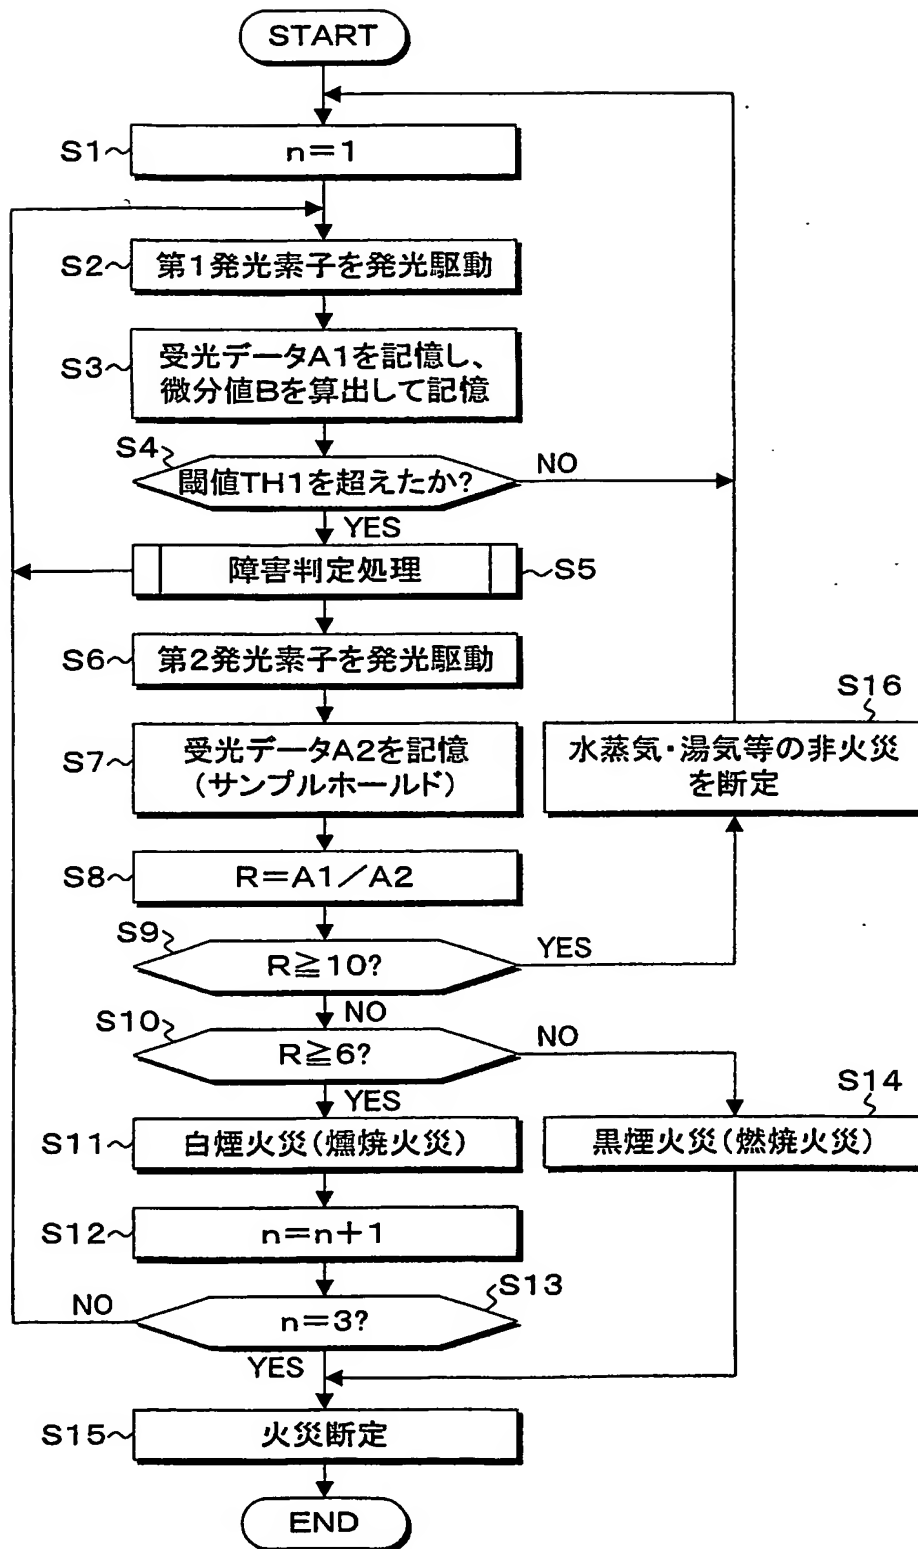 START
S1
n=1
S2
第1発光素子を発光駆動
S3
受光データA1を記憶し、
微分値Bを算出して記憶
S4
閾値TH1を超えたか?
NO
YES
障害判定処理
S5
S6
第2発光素子を発光駆動
S7
受光データA2を記憶
(サンプルホールド)
S16
水蒸気・湯気等の非火災
を断定
S8
R=A1/A2
S9
R≧10?
YES
NO
S10
R≧6?
NO
YES
S11
白煙火災(燻焼火災)
S14
黒煙火災(燃焼火災)
S12
n=n+1
S13
n=3?
NO
YES
S15
火災断定
END